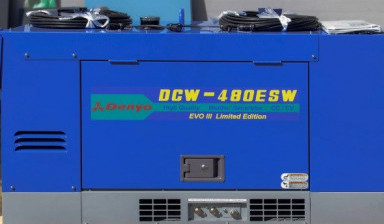 DCW-480ESW
Denyo
EVO III Limited Edition